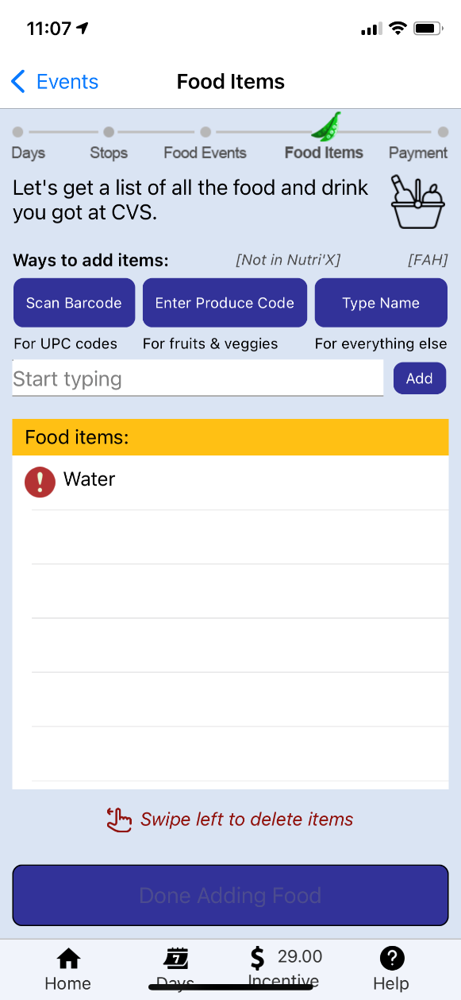 11:07
Events
Food Items
Days Stops Food Events Food Items Payment
Let's get a list of all the food and drink
you got at CVS.
Ways to add items: [Not in Nutri'X] [FAH]
Scan Barcode Enter Produce Code Type Name
For UPC codes For fruits & veggies For everything else
Start typing Add
Food items:
! Water
Swipe left to delete items
Done Adding Food
7 $ 29.00 ?
Home Days Incentive Help